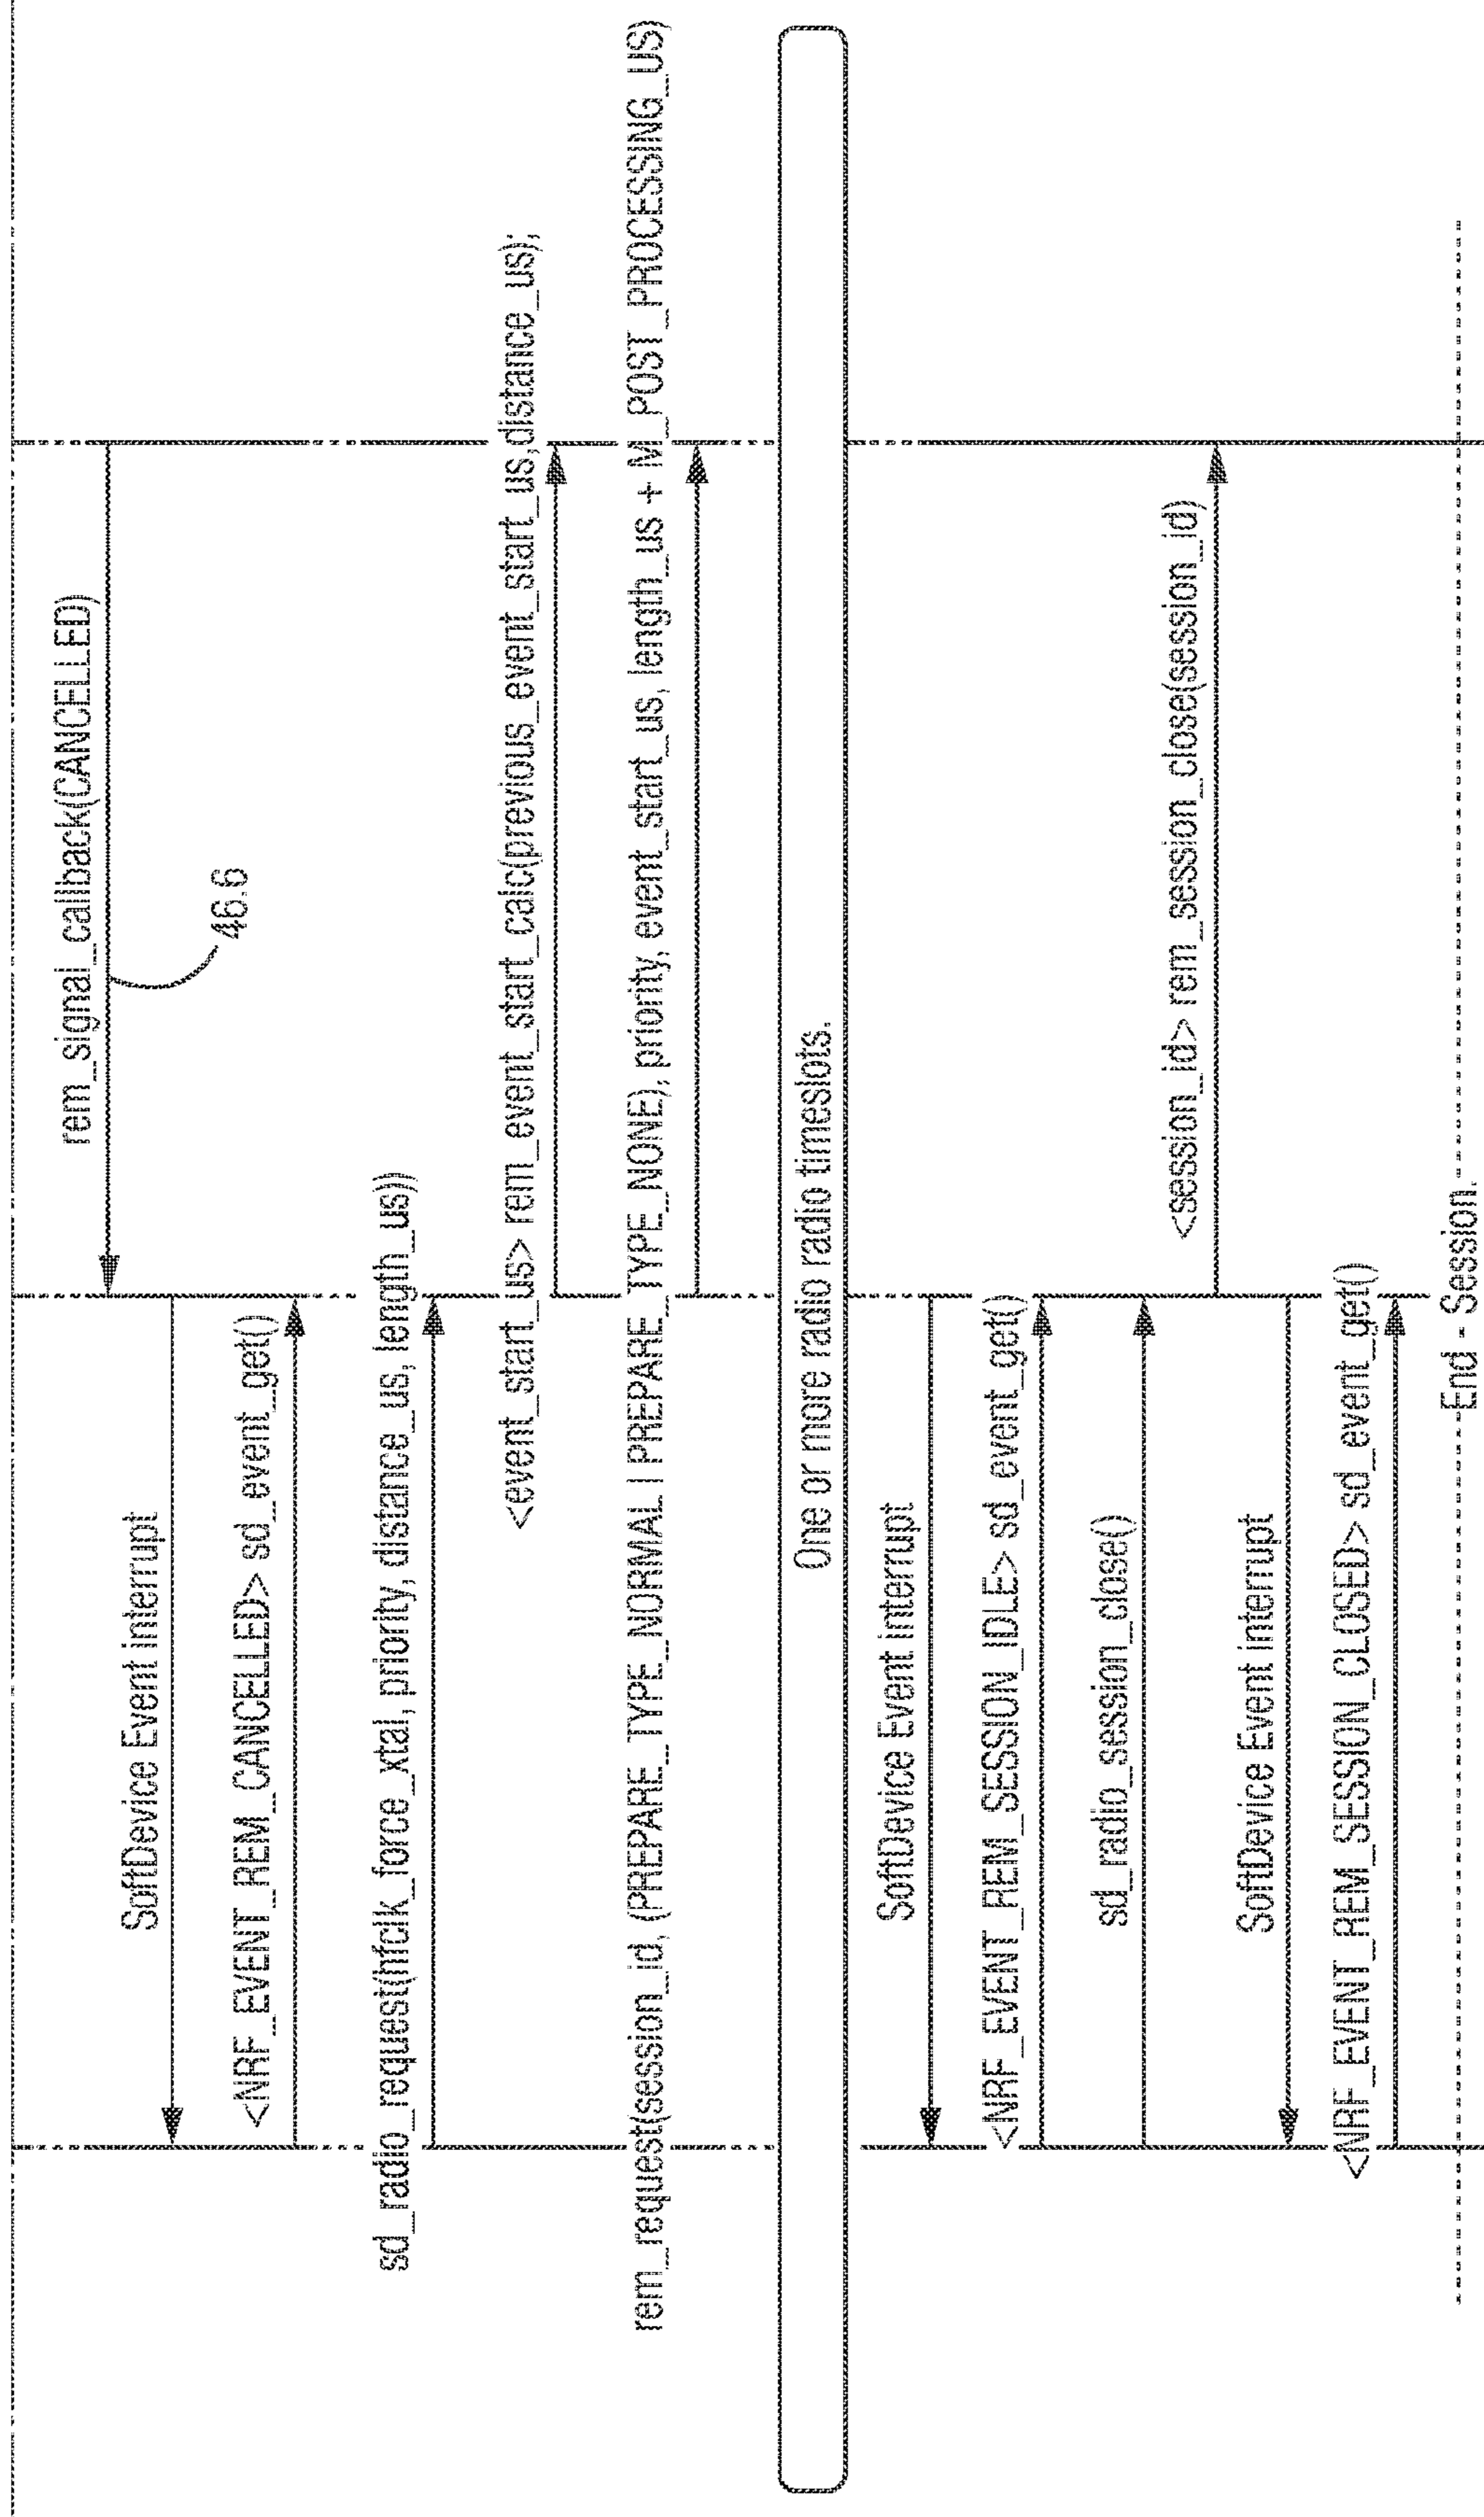 rem_signal_callback(CANCELLED)
46.6
SoftDevice Event interrupt
<NRF_EVENT_REM_CANCELLED> sd_event_get()
sd_radio_request(hfclk_force_xtal, priority, distance_us, length_us))
<event_start_us> rem_event_start_calc(previous_event_start_us,distance_us);
rem_request(session_id, (PREPARE_TYPE_NORMAL | PREPARE_TYPE_NONE), priority, event_start_us, length_us + M_POST_PROCESSING_US)
One or more radio timeslots.
SoftDevice Event interrupt
<NRF_EVENT_REM_SESSION_IDLE> sd_event_get()
sd_radio_session_close()
<session_id> rem_session_close(session_id)
SoftDevice Event interrupt
<NRF_EVENT_REM_SESSION_CLOSED> sd_event_get()
End - Session.